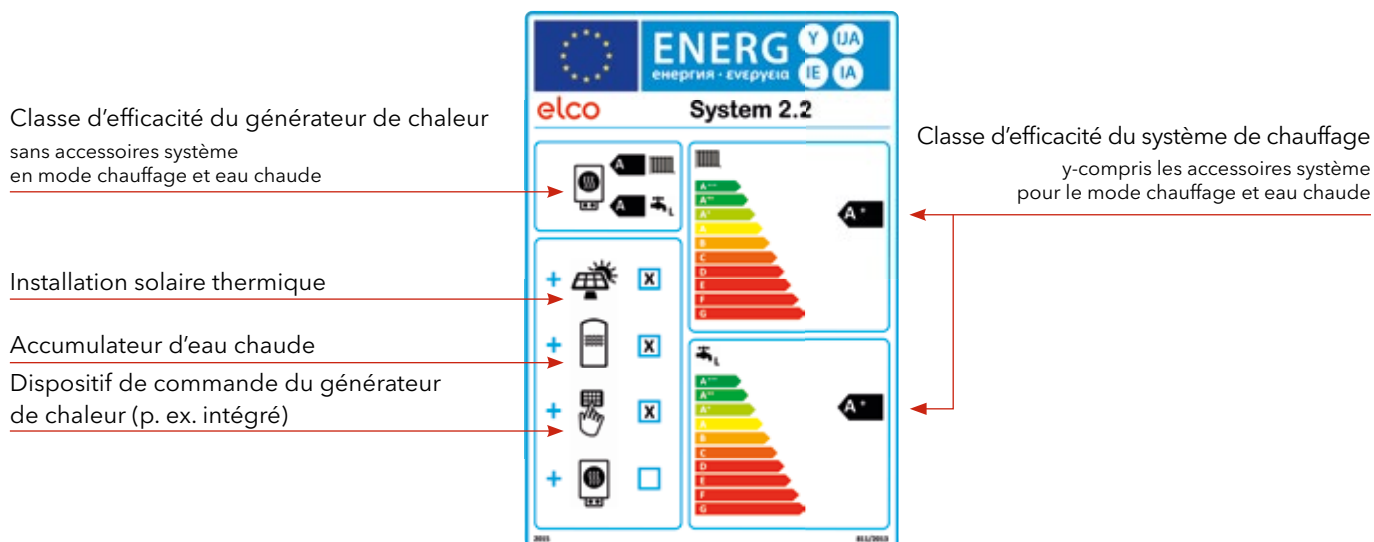 ENERG Y UA
енергия · ενεργεια IE IA
elco System 2.2
Classe d’efficacité du générateur de chaleur
sans accessoires système
en mode chauffage et eau chaude
Installation solaire thermique
Accumulateur d’eau chaude
Dispositif de commande du générateur
de chaleur (p. ex. intégré)
A
A
L
+ X
+ X
+ X
+
A+++
A++
A+
A
B
C
D
E
F
G
A+
L
A+++
A++
A+
A
B
C
D
E
F
G
A+
2015 811/2013
Classe d’efficacité du système de chauffage
y-compris les accessoires système
pour le mode chauffage et eau chaude